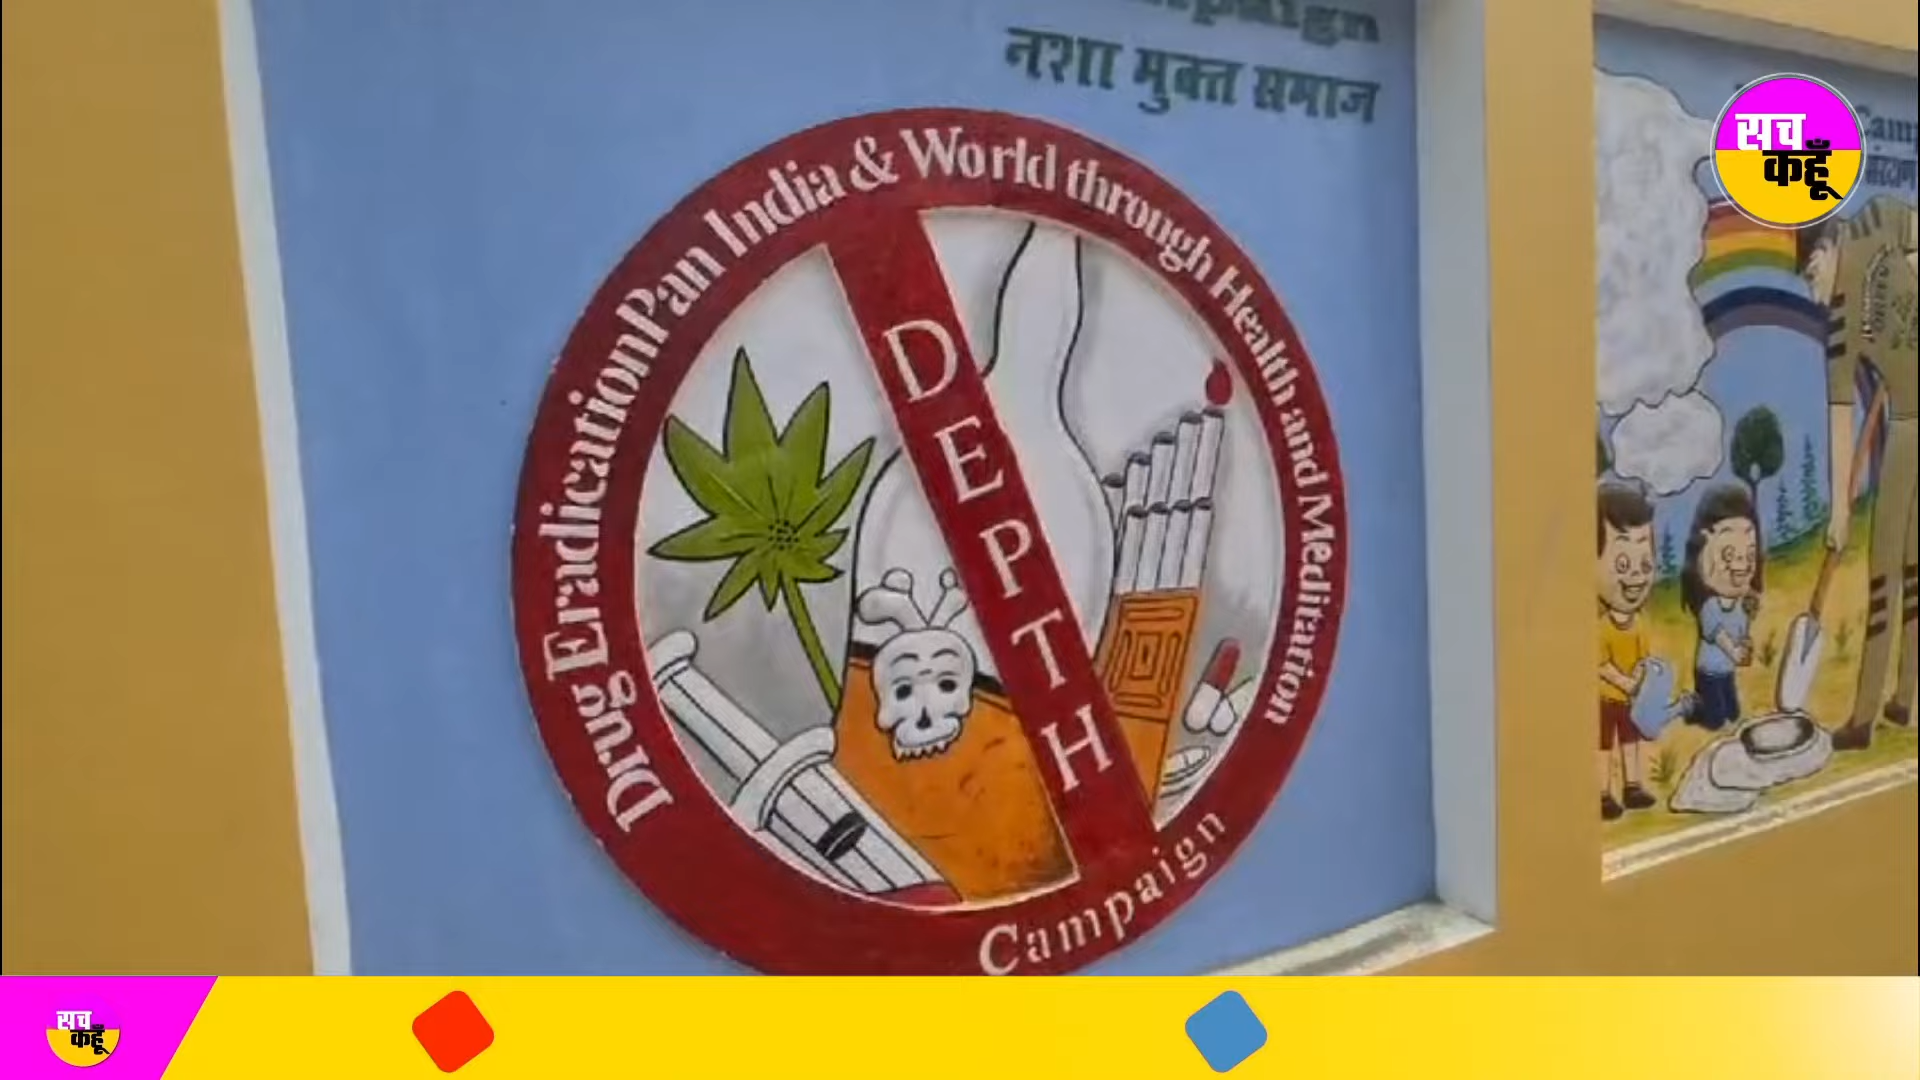 नशा मुक्त समाज
Drug Eradication Pan India & World through Health and Meditation
DEPTH
Campaign
सच
कहूँ
सच
कहूँ